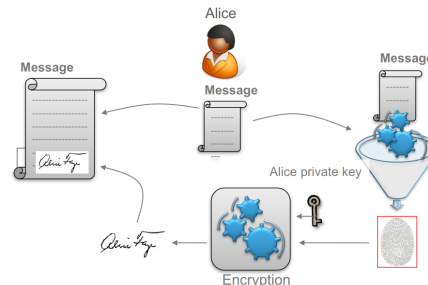 Alice
Message
Message
Message
Alice private key
Encryption